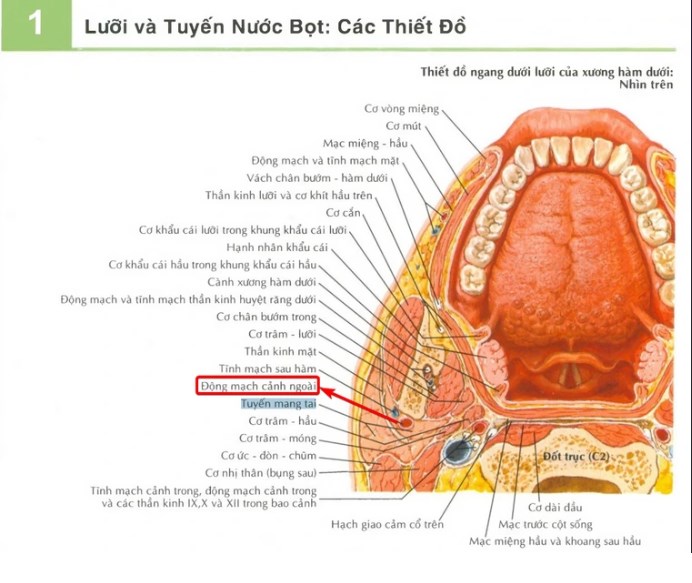 1
Lưỡi và Tuyến Nước Bọt: Các Thiết Đồ
Thiết đồ ngang dưới lưỡi của xương hàm dưới:
Nhìn trên
Cơ vòng miệng
Cơ mút
Mạc miệng - hầu
Động mạch và tĩnh mạch mặt
Vách chân bướm - hàm dưới
Thần kinh lưỡi và cơ khít hầu trên
Cơ cắn
Cơ khẩu cái lưỡi trong khung khẩu cái lưỡi
Hạnh nhân khẩu cái
Cơ khẩu cái hầu trong khung khẩu cái hầu
Cành xương hàm dưới
Động mạch và tĩnh mạch thần kinh huyệt răng dưới
Cơ chân bướm trong
Cơ trâm - lưỡi
Thần kinh mặt
Tĩnh mạch sau hàm
Động mạch cảnh ngoài
Tuyến mang tai
Cơ trâm - hầu
Cơ trâm - móng
Cơ ức - đòn - chũm
Cơ nhị thân (bụng sau)
Tĩnh mạch cảnh trong, động mạch cảnh trong
và các thần kinh IX,X và XII trong bao cảnh
Hạch giao cảm cổ trên
Đốt trục (C2)
Cơ dài đầu
Mạc trước cột sống
Mạc miệng hầu và khoang sau hầu